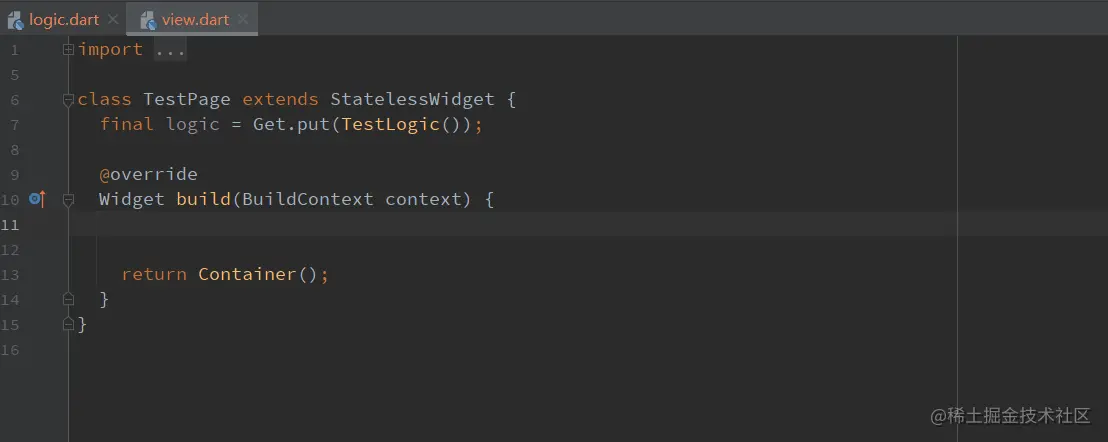 logic.dart view.dart
1 import ...
5
6 class TestPage extends StatelessWidget {
7 final logic = Get.put(TestLogic());
8
9 @override
10 Widget build(BuildContext context) {
11
12
13 return Container();
14 }
15 }
16
@稀土掘金技术社区